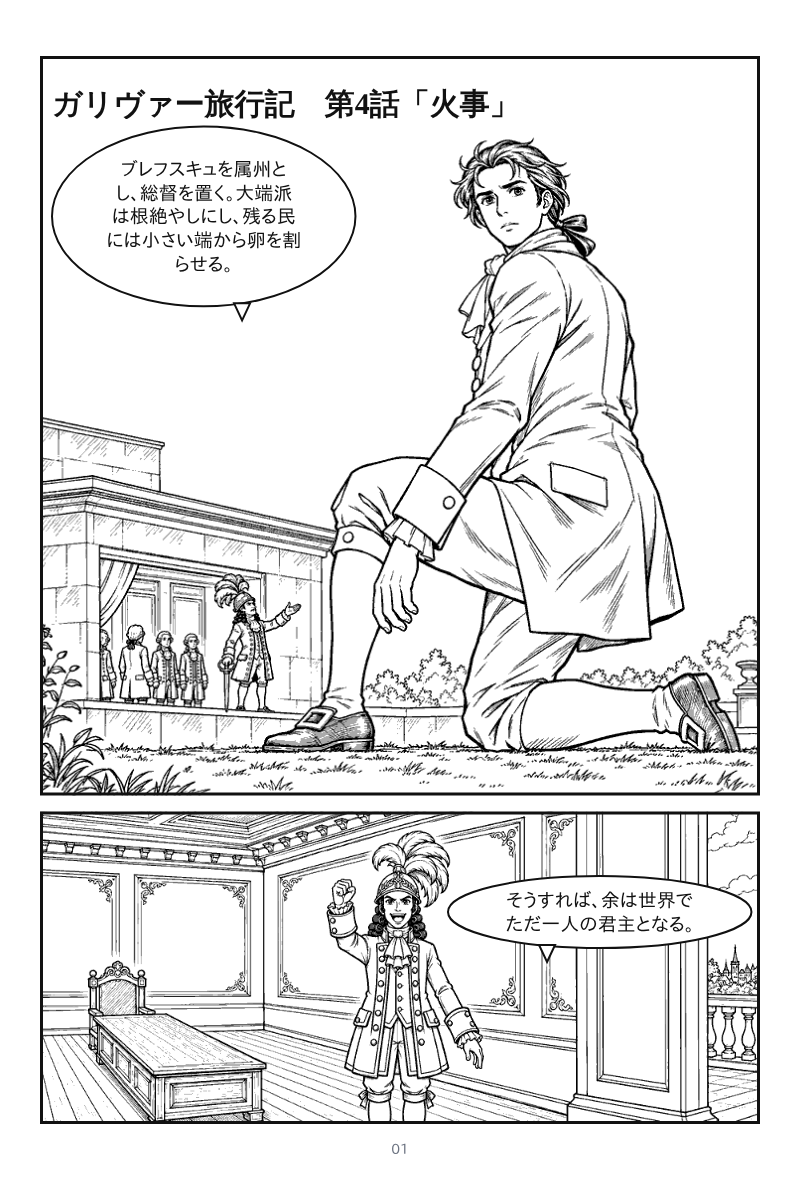 ガリヴァー旅行記　第4話「火事」
ブレフスキュを属州と
し、総督を置く。大端派
は根絶やしにし、残る民
には小さい端から卵を割
らせる。
そうすれば、余は世界で
ただ一人の君主となる。
01